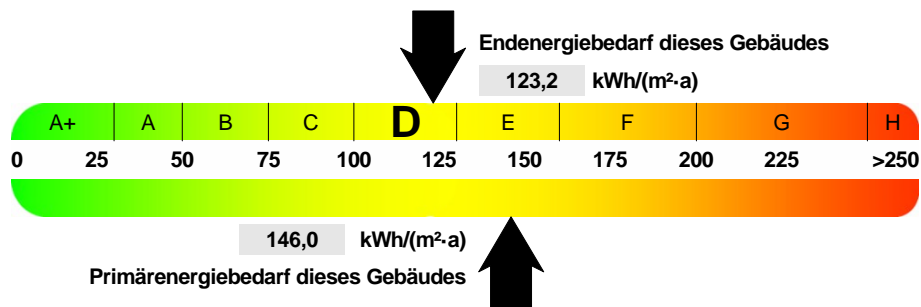 Endenergiebedarf dieses Gebäudes
123,2 kWh/(m²·a)
A+ A B C D E F G H
0 25 50 75 100 125 150 175 200 225 >250
146,0 kWh/(m²·a)
Primärenergiebedarf dieses Gebäudes